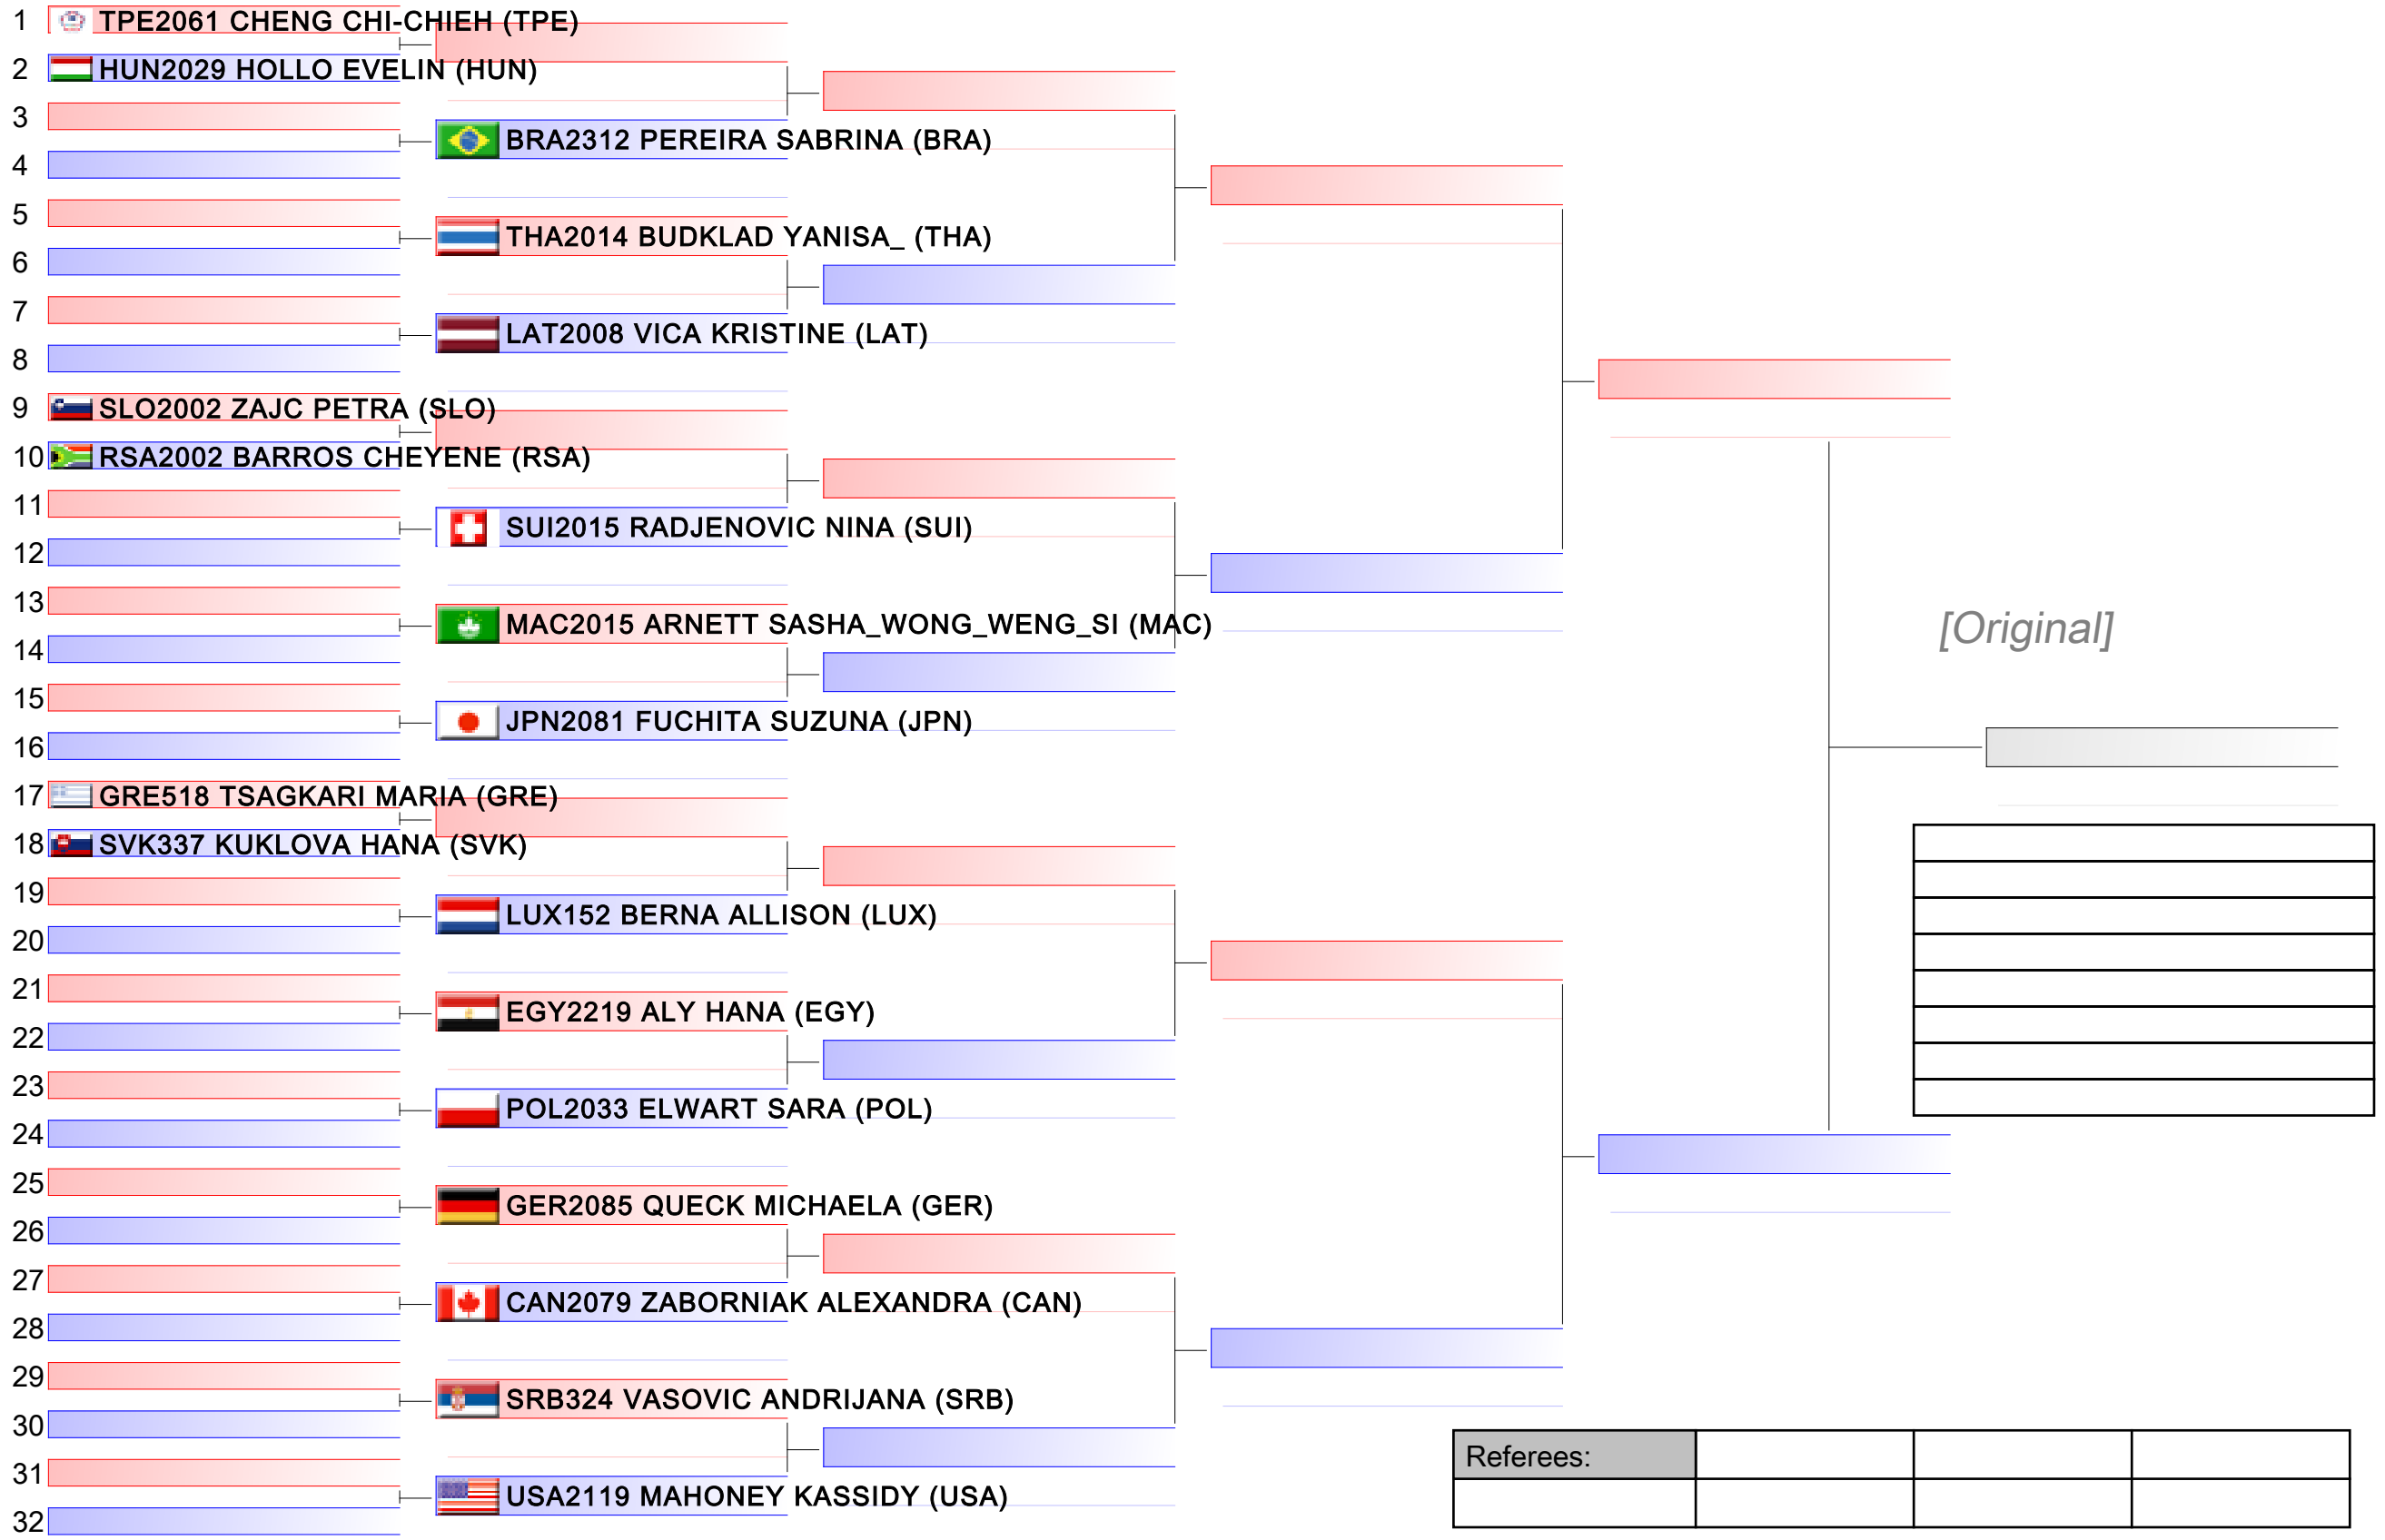 1 TPE2061 CHENG CHI-CHIEH (TPE)
2 HUN2029 HOLLO EVELIN (HUN)
3
BRA2312 PEREIRA SABRINA (BRA)
4
5
THA2014 BUDKLAD YANISA_ (THA)
6
7
LAT2008 VICA KRISTINE (LAT)
8
9 SLO2002 ZAJC PETRA (SLO)
10 RSA2002 BARROS CHEYENE (RSA)
11
SUI2015 RADJENOVIC NINA (SUI)
12
13
MAC2015 ARNETT SASHA_WONG_WENG_SI (MAC)
[Original]
14
15
JPN2081 FUCHITA SUZUNA (JPN)
16
17 GRE518 TSAGKARI MARIA (GRE)
18 SVK337 KUKLOVA HANA (SVK)
19
LUX152 BERNA ALLISON (LUX)
20
21
EGY2219 ALY HANA (EGY)
22
23
POL2033 ELWART SARA (POL)
24
25
GER2085 QUECK MICHAELA (GER)
26
27
CAN2079 ZABORNIAK ALEXANDRA (CAN)
28
29
SRB324 VASOVIC ANDRIJANA (SRB)
30
Referees:
31
USA2119 MAHONEY KASSIDY (USA)
32